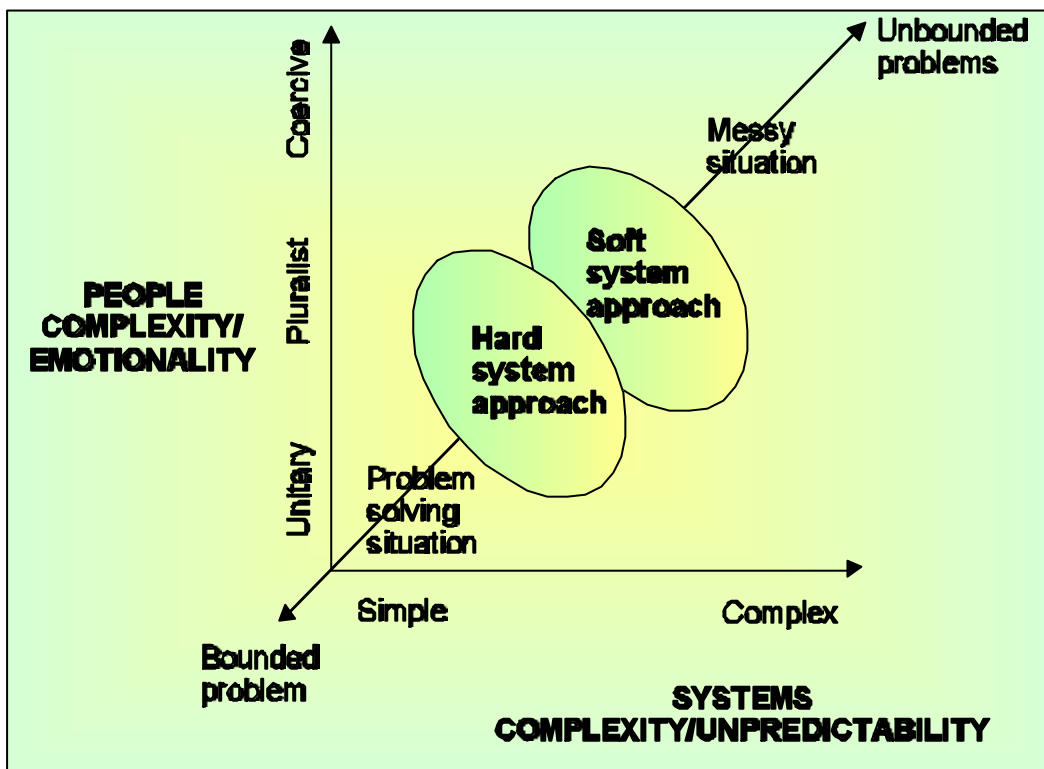 Unbounded
problems
Coercive
Messy
situation
Soft
system
approach
Pluralist
PEOPLE
COMPLEXITY/
EMOTIONALITY
Hard
system
approach
Unitary
Problem
solving
situation
Simple
Complex
Bounded
problem
SYSTEMS
COMPLEXITY/UNPREDICTABILITY